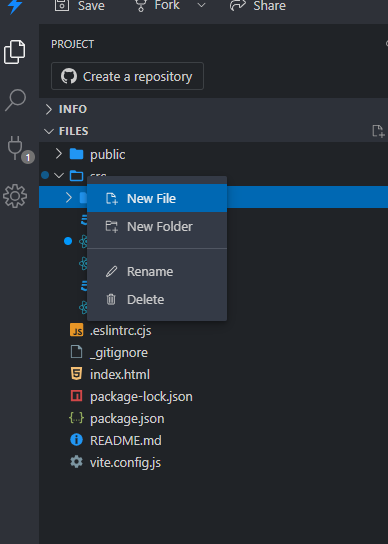 Save Fork Share
PROJECT
Create a repository
INFO
FILES
public
src
New File
New Folder
Rename
Delete
1
.eslintrc.cjs
_gitignore
index.html
package-lock.json
package.json
README.md
vite.config.js